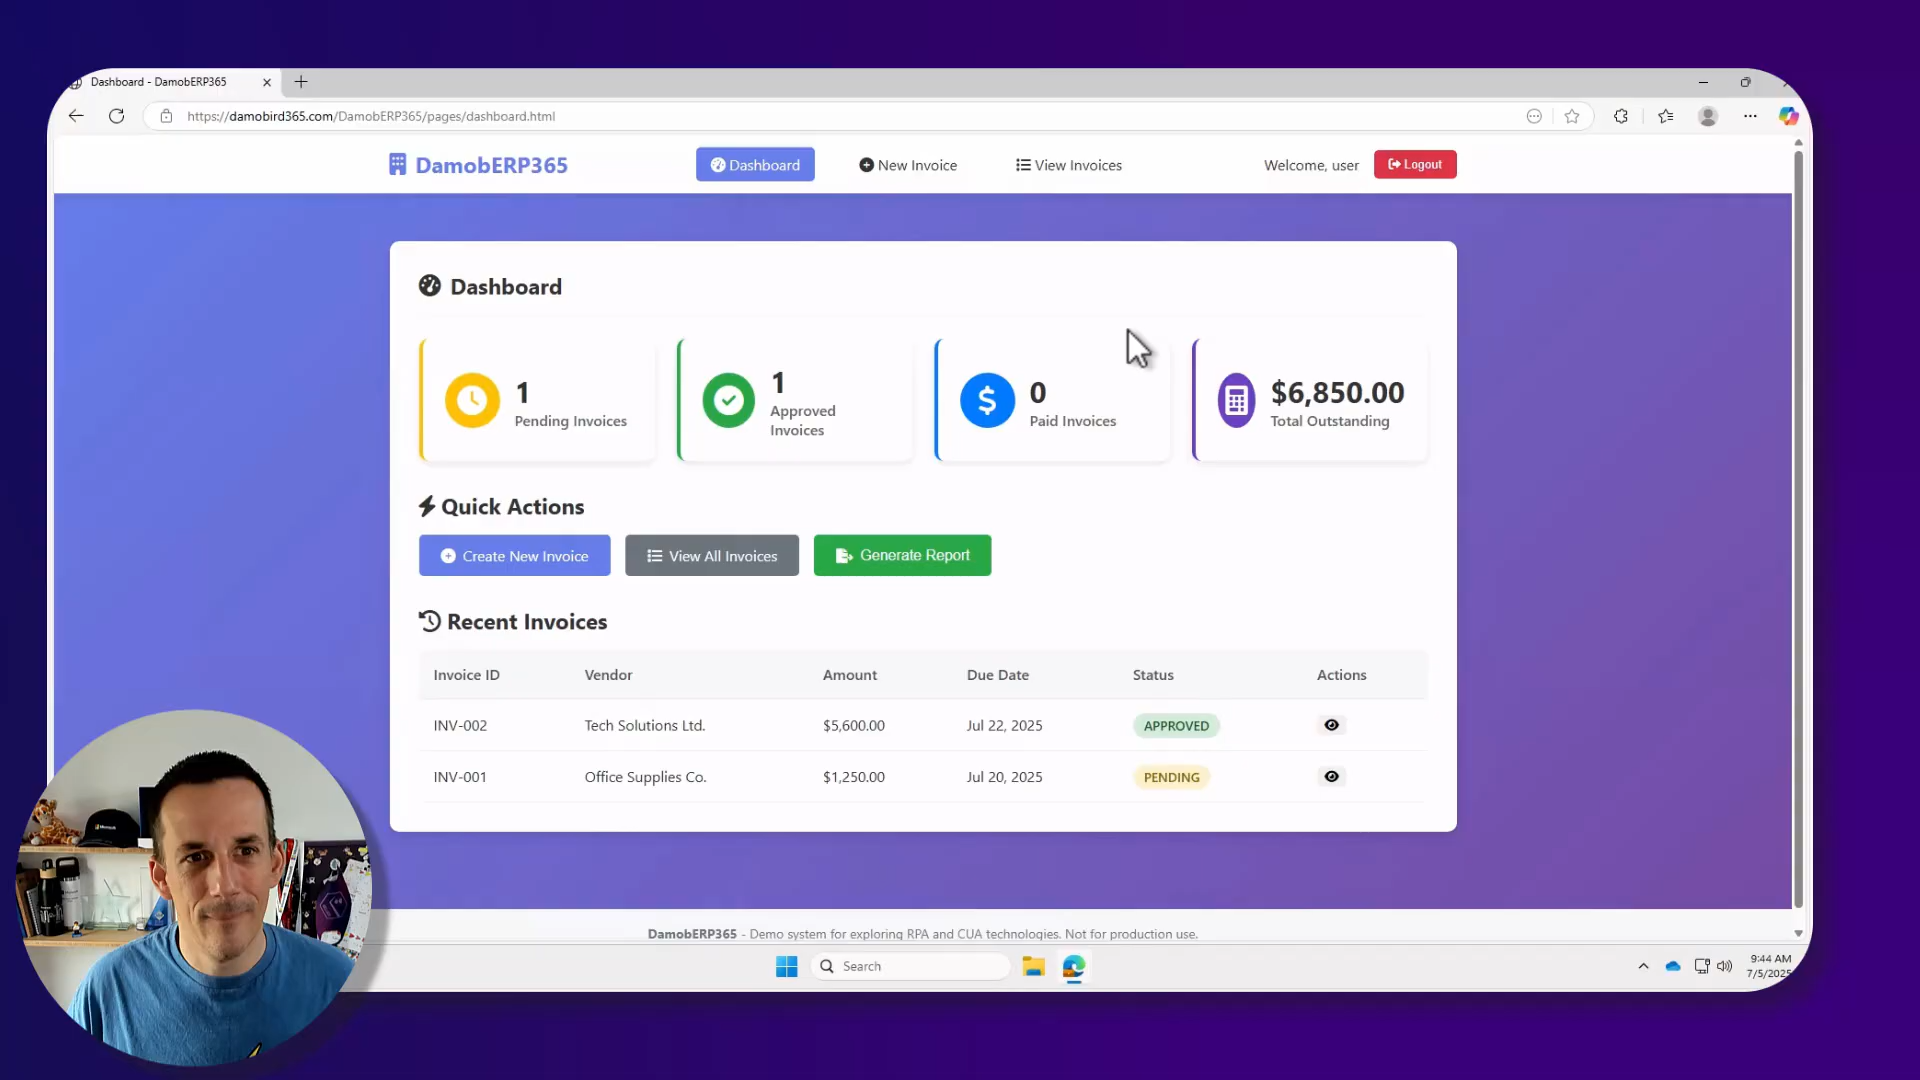 Dashboard - DamobERP365
https://damobird365.com/DamobERP365/pages/dashboard.html
DamobERP365
Dashboard
New Invoice
View Invoices
Welcome, user
Logout
Dashboard
1
Pending Invoices
1
Approved
Invoices
0
Paid Invoices
$6,850.00
Total Outstanding
Quick Actions
Create New Invoice
View All Invoices
Generate Report
Recent Invoices
Invoice ID Vendor Amount Due Date Status Actions
INV-002 Tech Solutions Ltd. $5,600.00 Jul 22, 2025 APPROVED
INV-001 Office Supplies Co. $1,250.00 Jul 20, 2025 PENDING
DamobERP365 - Demo system for exploring RPA and CUA technologies. Not for production use.
Search
9:44 AM
7/5/2025